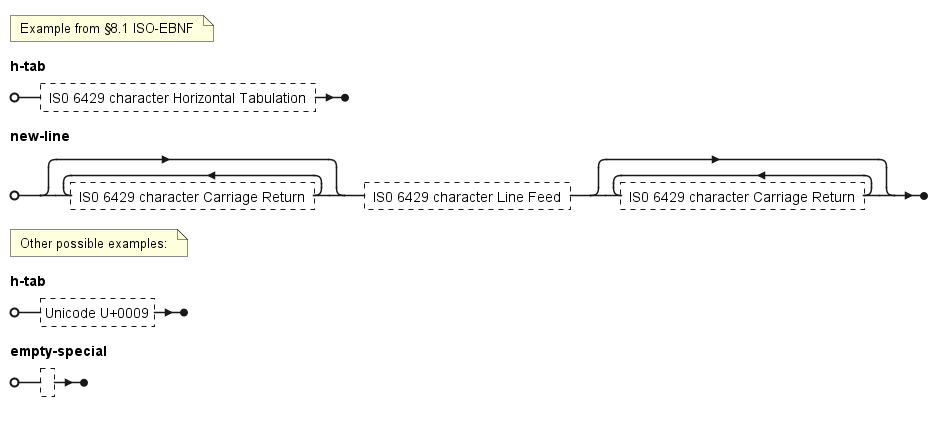 Example from §8.1 ISO-EBNF
h-tab
IS0 6429 character Horizontal Tabulation
new-line
IS0 6429 character Carriage Return IS0 6429 character Line Feed IS0 6429 character Carriage Return
Other possible examples:
h-tab
Unicode U+0009
empty-special